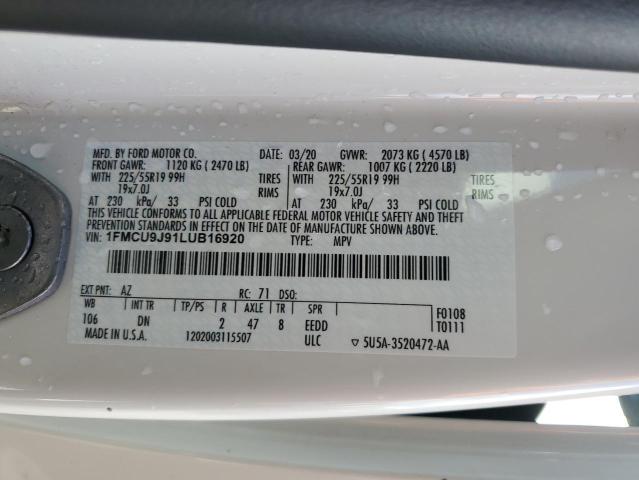 MFD. BY FORD MOTOR CO. DATE: 03/20 GVWR: 2073 KG ( 4570 LB)
FRONT GAWR: 1120 KG ( 2470 LB) REAR GAWR: 1007 KG ( 2220 LB)
WITH 225/55R19 99H TIRES WITH 225/55R19 99H TIRES
19x7.0J RIMS 19x7.0J RIMS
AT 230 kPa/ 33 PSI COLD AT 230 kPa/ 33 PSI COLD
THIS VEHICLE CONFORMS TO ALL APPLICABLE FEDERAL MOTOR VEHICLE SAFETY AND THEFT
PREVENTION STANDARDS IN EFFECT ON THE DATE OF MANUFACTURE SHOWN ABOVE.
VIN: 1FMCU9J91LUB16920 TYPE: MPV
EXT PNT: AZ RC: 71 DSO:
WB INT TR TP/PS R AXLE TR SPR F0108
106 DN 2 47 8 EEDD T0111
MADE IN U.S.A. 1202003115507 ULC ▽ 5U5A-3520472-AA